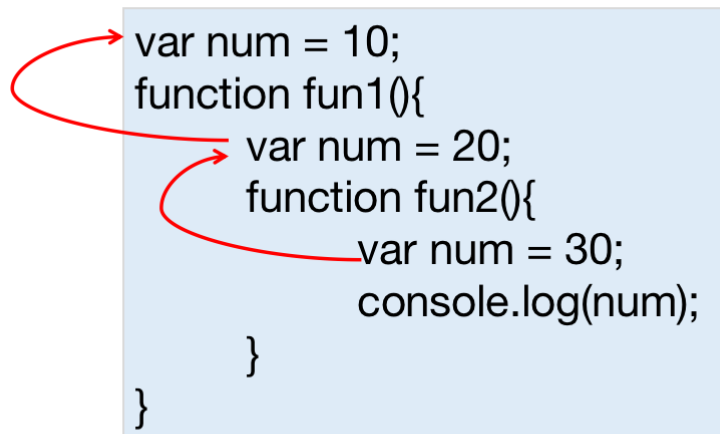 var num = 10;
function fun1(){
var num = 20;
function fun2(){
var num = 30;
console.log(num);
}
}